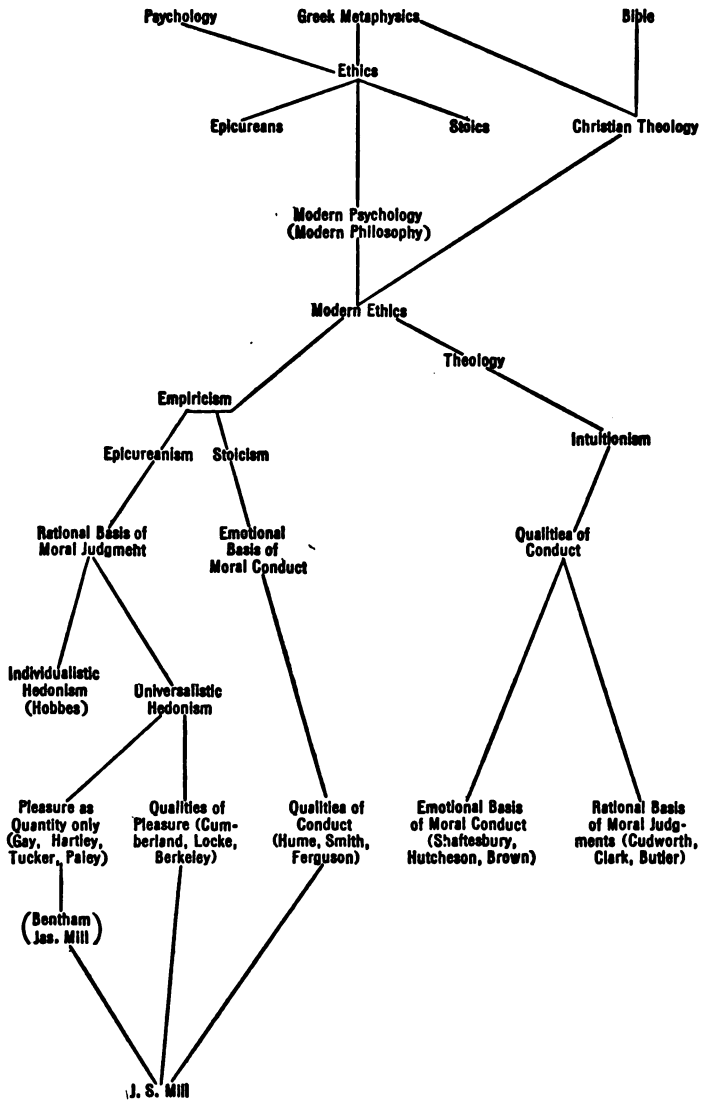 Psychology
Greek Metaphysics
Bible
Ethics
Epicureans
Stoics
Christian Theology
Modern Psychology
(Modern Philosophy)
Modern Ethics
Theology
Empiricism
Intuitionism
Epicureanism
Stoicism
Rational Basis of
Moral Judgment
Emotional
Basis of
Moral Conduct
Qualities of
Conduct
Individualistic
Hedonism
(Hobbes)
Universalistic
Hedonism
Pleasure as
Quantity only
(Gay, Hartley,
Tucker, Paley)
Qualities of
Pleasure (Cum-
berland, Locke,
Berkeley)
Qualities of
Conduct
(Hume, Smith,
Ferguson)
Emotional Basis
of Moral Conduct
(Shaftesbury,
Hutcheson, Brown)
Rational Basis
of Moral Judg-
ments (Cudworth,
Clark, Butler)
(Bentham
Jas. Mill)
J. S. Mill